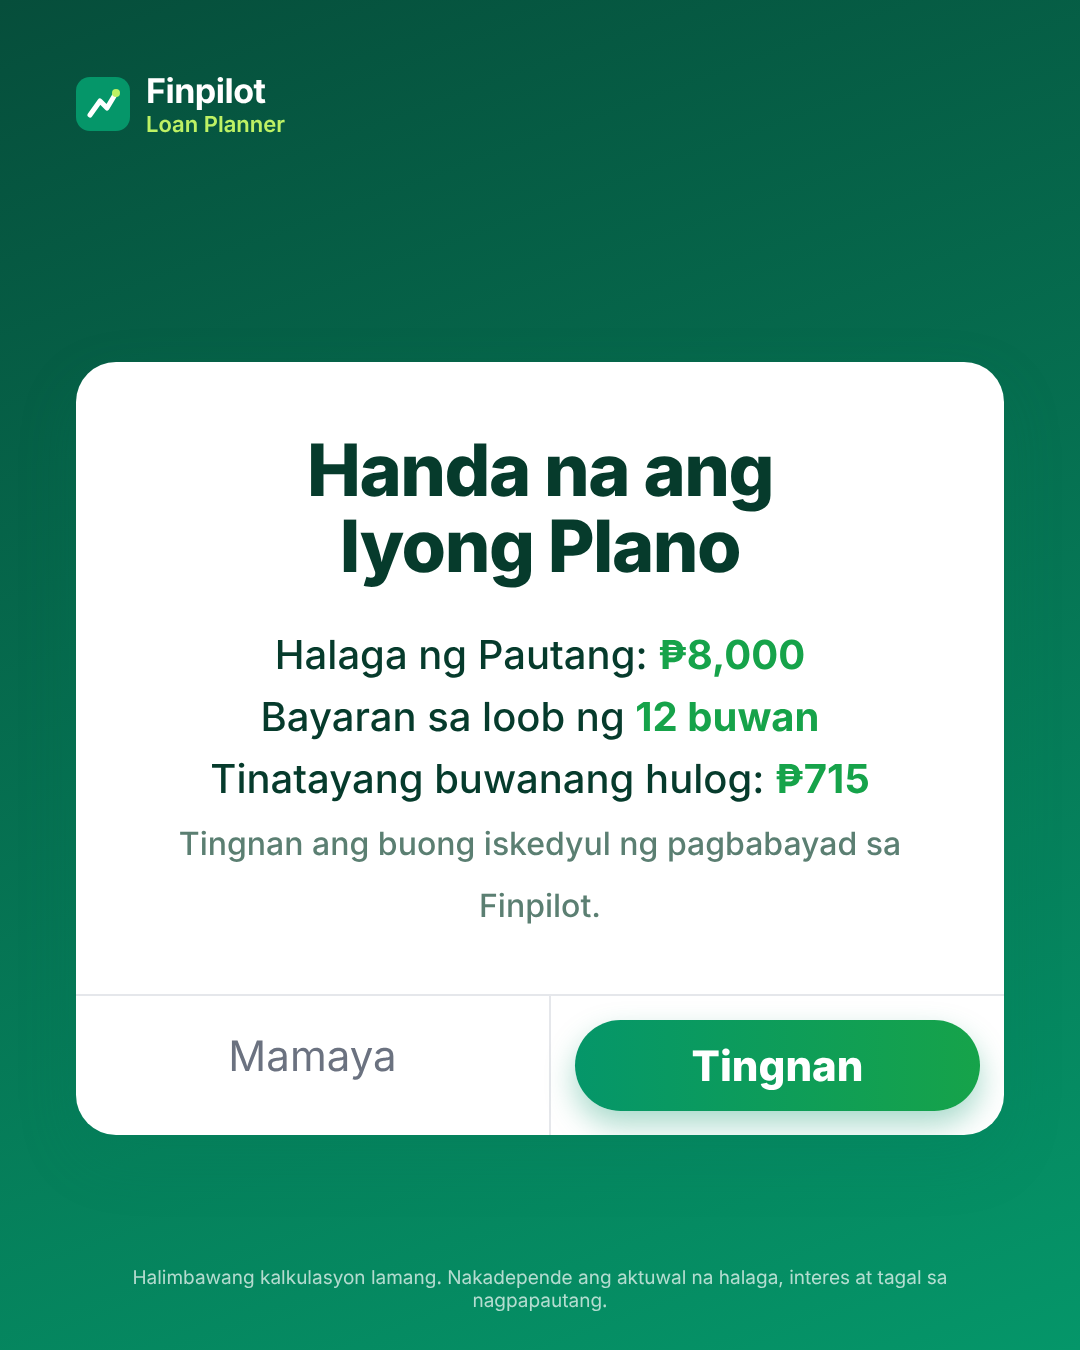 Finpilot
Loan Planner
Handa na ang
Iyong Plano
Halaga ng Pautang: ₱8,000
Bayaran sa loob ng 12 buwan
Tinatayang buwanang hulog: ₱715
Tingnan ang buong iskedyul ng pagbabayad sa
Finpilot.
Mamaya
Tingnan
Halimbawang kalkulasyon lamang. Nakadepende ang aktuwal na halaga, interes at tagal sa
nagpapautang.